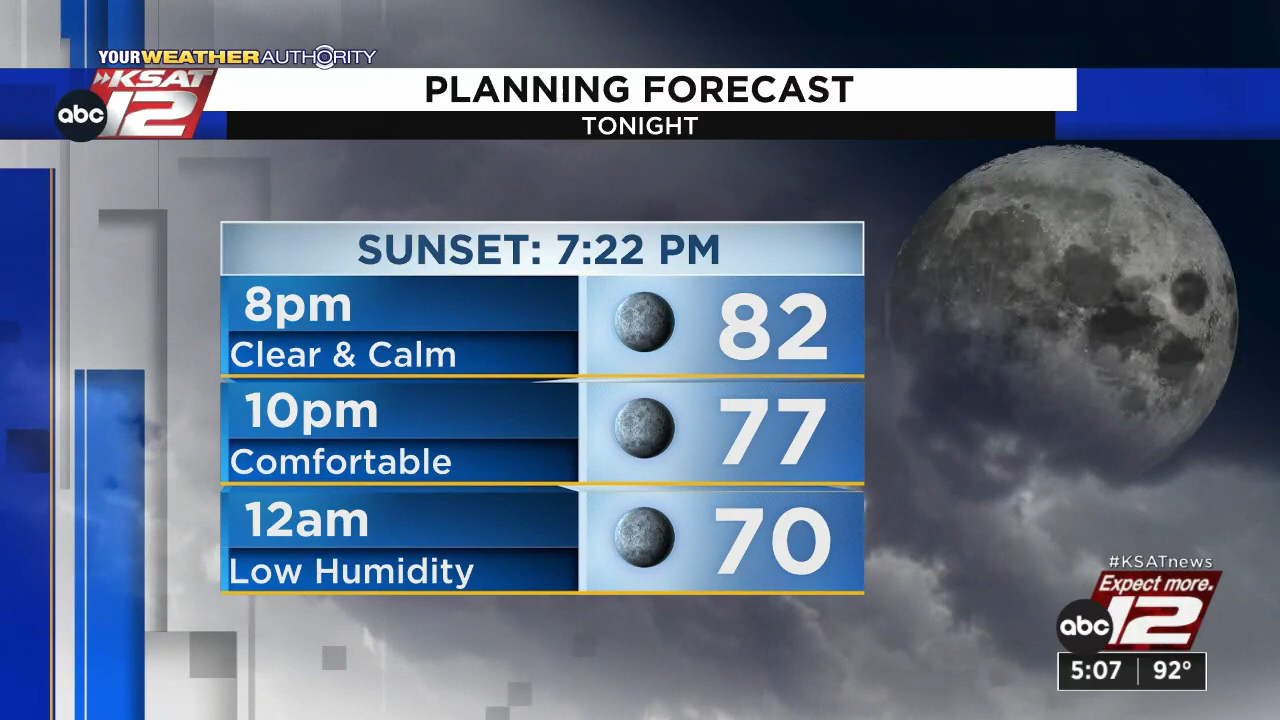 YOURWEATHERAUTHORITY
KSAT
abc 12
PLANNING FORECAST
TONIGHT
SUNSET: 7:22 PM
8pm
Clear & Calm
82
10pm
Comfortable
77
12am
Low Humidity
70
#KSATnews
Expect more.
abc 12
5:07 92°